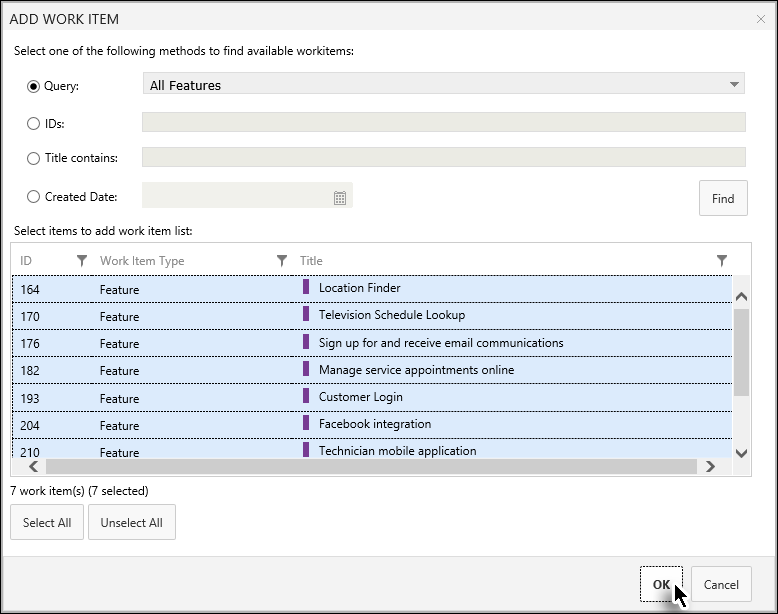 ADD WORK ITEM
Select one of the following methods to find available workitems:
Query: All Features
IDs:
Title contains:
Created Date:
Find
Select items to add work item list:
ID Work Item Type Title
164 Feature Location Finder
170 Feature Television Schedule Lookup
176 Feature Sign up for and receive email communications
182 Feature Manage service appointments online
193 Feature Customer Login
204 Feature Facebook integration
210 Feature Technician mobile application
7 work item(s) (7 selected)
Select All Unselect All
OK Cancel